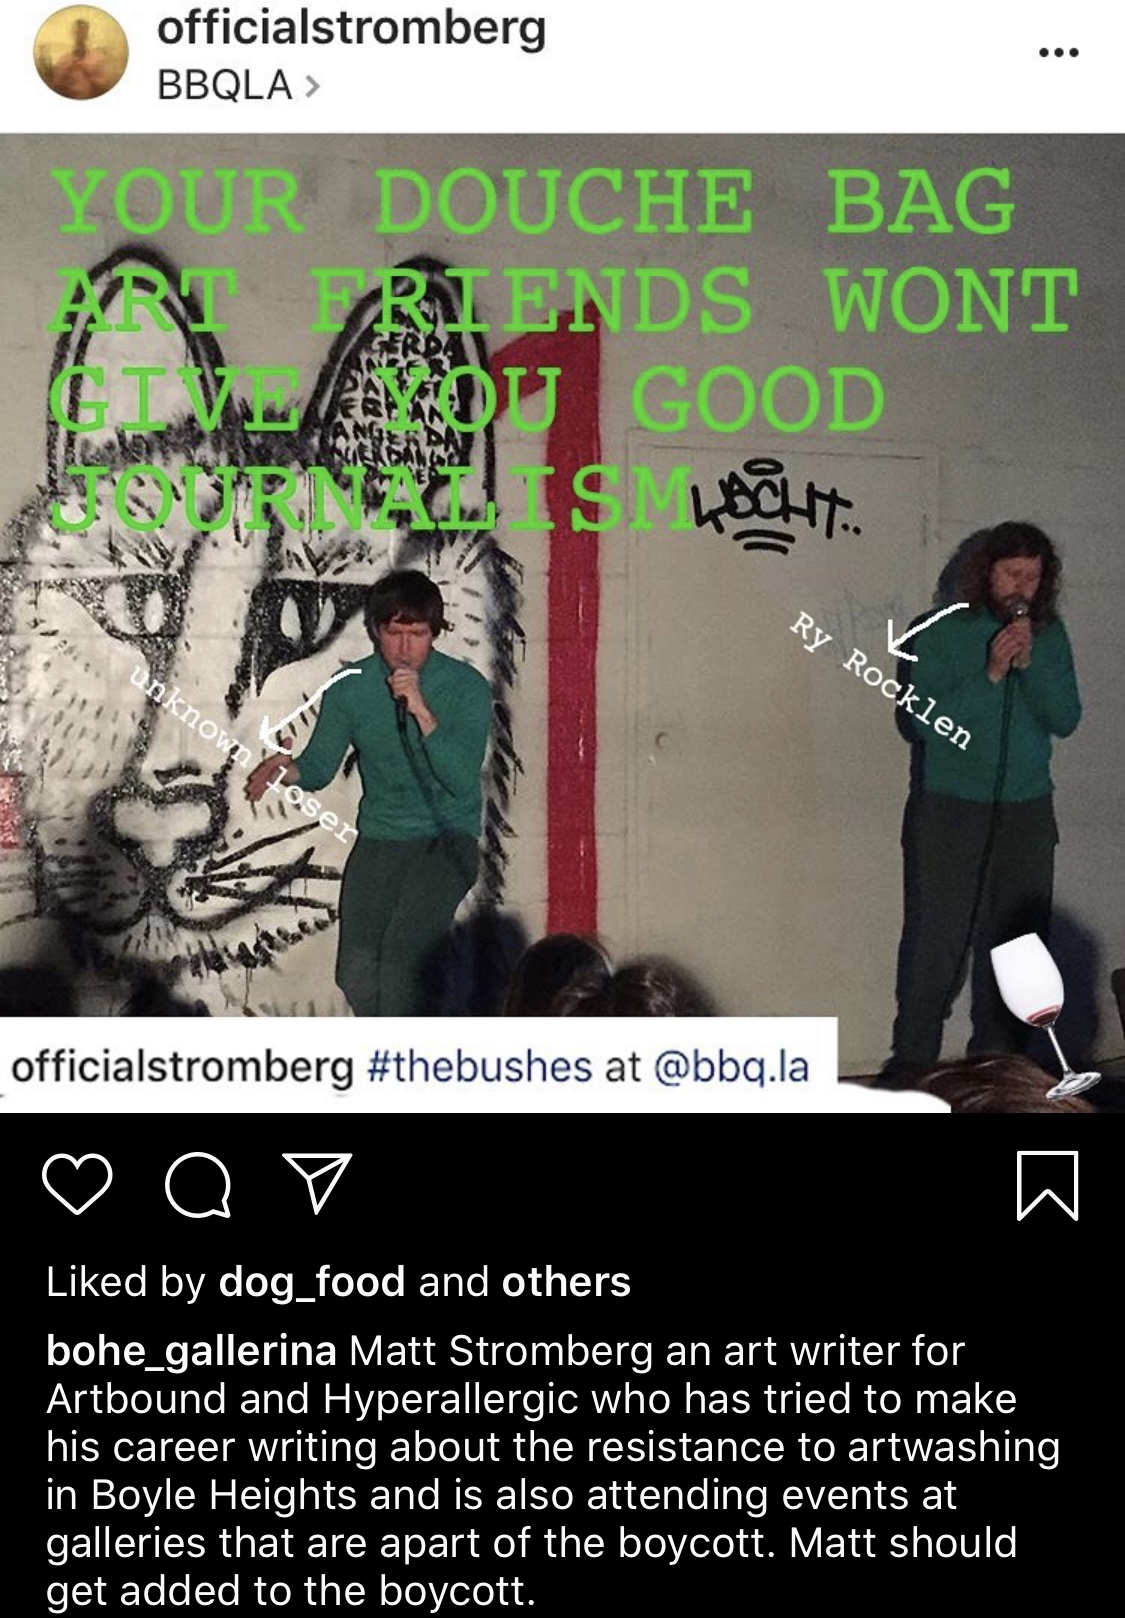 officialstromberg
BBQLA >
YOUR DOUCHE BAG
ART FRIENDS WONT
GIVE YOU GOOD
JOURNALISM
unknown loser
Ry Rocklen
officialstromberg #thebushes at @bbq.la
Liked by dog_food and others
bohe_gallerina Matt Stromberg an art writer for
Artbound and Hyperallergic who has tried to make
his career writing about the resistance to artwashing
in Boyle Heights and is also attending events at
galleries that are apart of the boycott. Matt should
get added to the boycott.